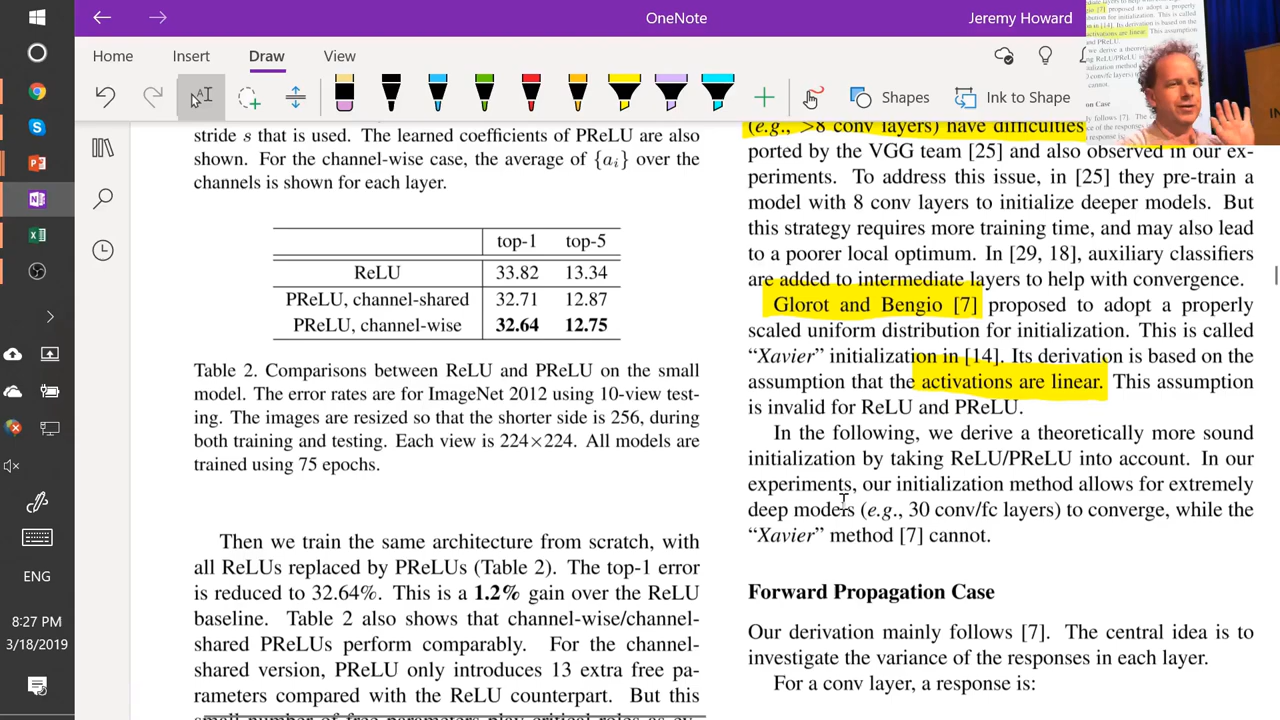 OneNote
Jeremy Howard
Home
Insert
Draw
View
Shapes
Ink to Shape
stride s that is used. The learned coefficients of PReLU are also
shown. For the channel-wise case, the average of {ai} over the
channels is shown for each layer.
top-1 top-5
ReLU 33.82 13.34
PReLU, channel-shared 32.71 12.87
PReLU, channel-wise 32.64 12.75
Table 2. Comparisons between ReLU and PReLU on the small
model. The error rates are for ImageNet 2012 using 10-view test-
ing. The images are resized so that the shorter side is 256, during
both training and testing. Each view is 224×224. All models are
trained using 75 epochs.
Then we train the same architecture from scratch, with
all ReLUs replaced by PReLUs (Table 2). The top-1 error
is reduced to 32.64%. This is a 1.2% gain over the ReLU
baseline. Table 2 also shows that channel-wise/channel-
shared PReLUs perform comparably. For the channel-
shared version, PReLU only introduces 13 extra free pa-
rameters compared with the ReLU counterpart. But this
small number of free parameters play critical roles as ev-
(e.g., >8 conv layers) have difficulties
ported by the VGG team [25] and also observed in our ex-
periments. To address this issue, in [25] they pre-train a
model with 8 conv layers to initialize deeper models. But
this strategy requires more training time, and may also lead
to a poorer local optimum. In [29, 18], auxiliary classifiers
are added to intermediate layers to help with convergence.
Glorot and Bengio [7] proposed to adopt a properly
scaled uniform distribution for initialization. This is called
“Xavier” initialization in [14]. Its derivation is based on the
assumption that the activations are linear. This assumption
is invalid for ReLU and PReLU.
In the following, we derive a theoretically more sound
initialization by taking ReLU/PReLU into account. In our
experiments, our initialization method allows for extremely
deep models (e.g., 30 conv/fc layers) to converge, while the
“Xavier” method [7] cannot.
Forward Propagation Case
Our derivation mainly follows [7]. The central idea is to
investigate the variance of the responses in each layer.
For a conv layer, a response is:
ENG
8:27 PM
3/18/2019